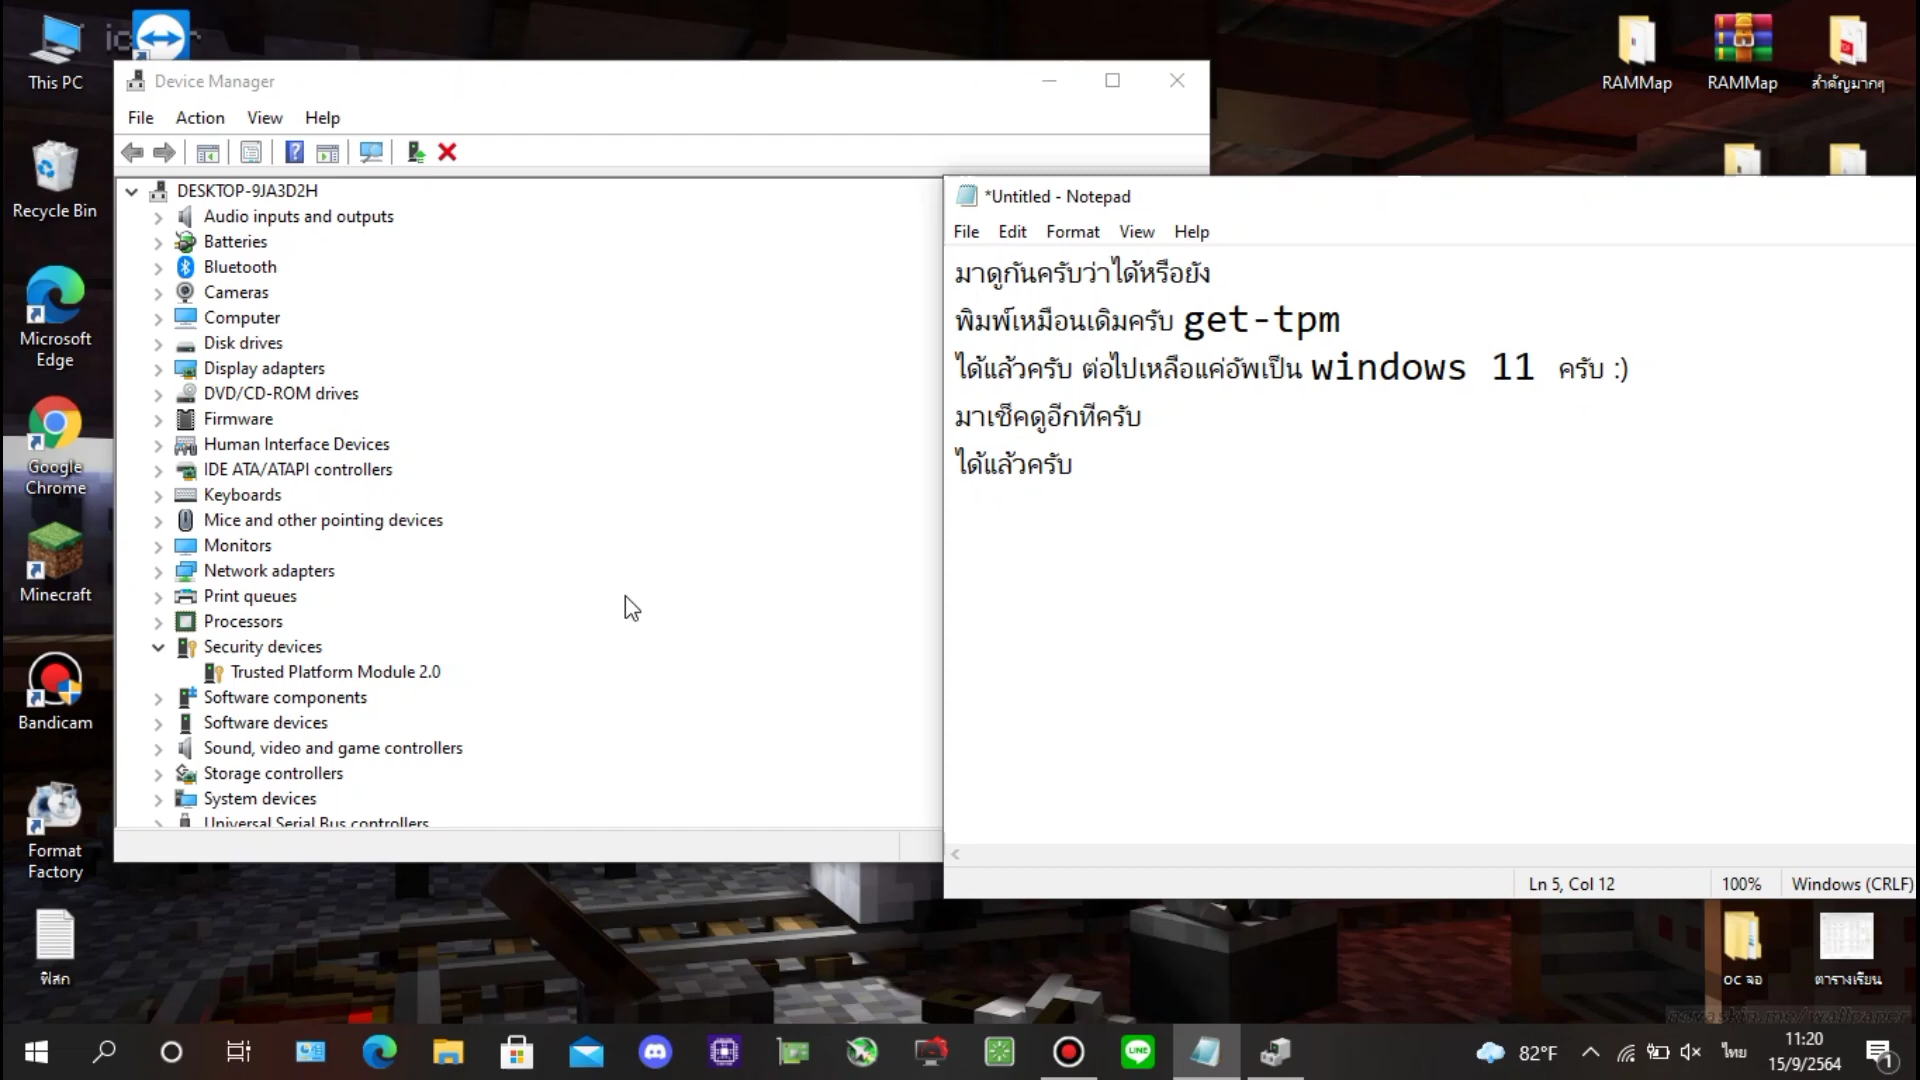 This PC
Recycle Bin
Microsoft
Edge
Google
Chrome
Minecraft
Bandicam
Format
Factory
ฟิสิก
Device Manager
File Action View Help
DESKTOP-9JA3D2H
Audio inputs and outputs
Batteries
Bluetooth
Cameras
Computer
Disk drives
Display adapters
DVD/CD-ROM drives
Firmware
Human Interface Devices
IDE ATA/ATAPI controllers
Keyboards
Mice and other pointing devices
Monitors
Network adapters
Print queues
Processors
Security devices
Trusted Platform Module 2.0
Software components
Software devices
Sound, video and game controllers
Storage controllers
System devices
Universal Serial Bus controllers
*Untitled - Notepad
File Edit Format View Help
มาดูกันครับว่าได้หรือยัง
พิมพ์เหมือนเดิมครับ get-tpm
ได้แล้วครับ ต่อไปเหลือแค่อัพเป็น windows 11 ครับ :)
มาเช็คดูอีกทีครับ
ได้แล้วครับ
Ln 5, Col 12
100%
Windows (CRLF)
RAMMap
RAMMap
สำคัญมากๆ
oc จอ
ตารางเรียน
LINE
82°F
ไทย
11:20
15/9/2564
1